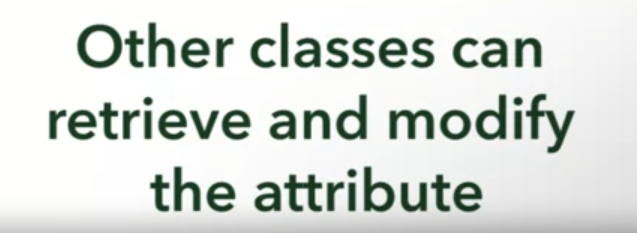 Other classes can
retrieve and modify
the attribute